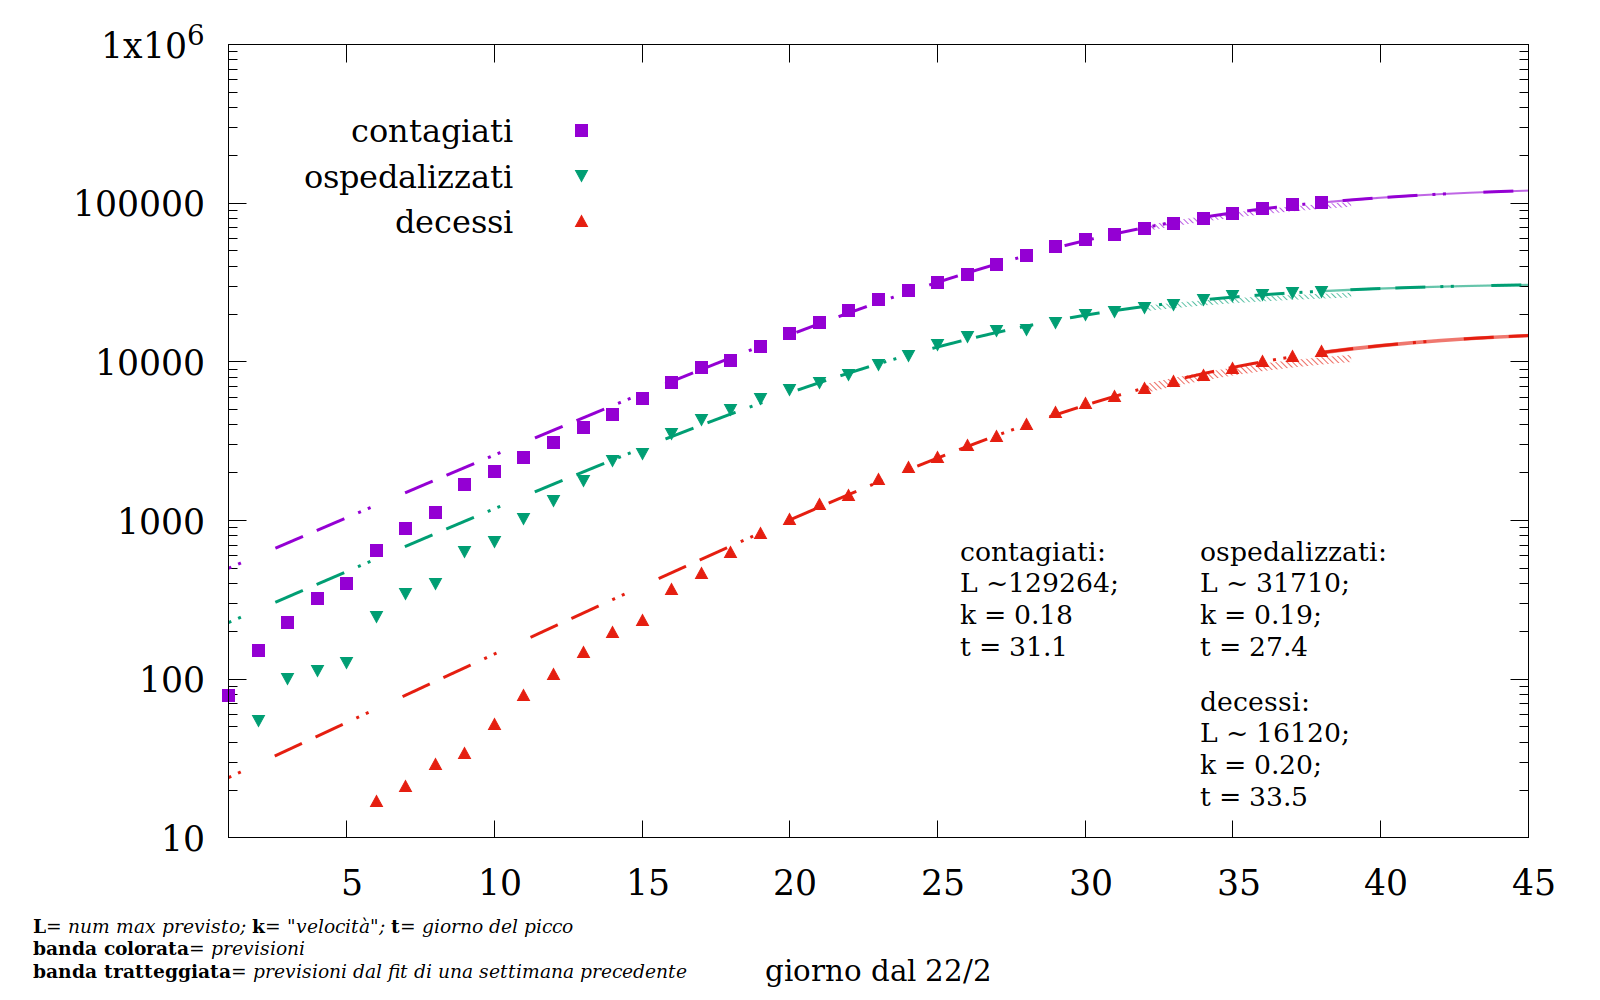 1x10⁶
100000
10000
1000
100
10
contagiati
ospedalizzati
decessi
contagiati:
L ~129264;
k = 0.18
t = 31.1
ospedalizzati:
L ~ 31710;
k = 0.19;
t = 27.4
decessi:
L ~ 16120;
k = 0.20;
t = 33.5
5 10 15 20 25 30 35 40 45
L= num max previsto; k= "velocità"; t= giorno del picco
banda colorata= previsioni
banda tratteggiata= previsioni dal fit di una settimana precedente
giorno dal 22/2